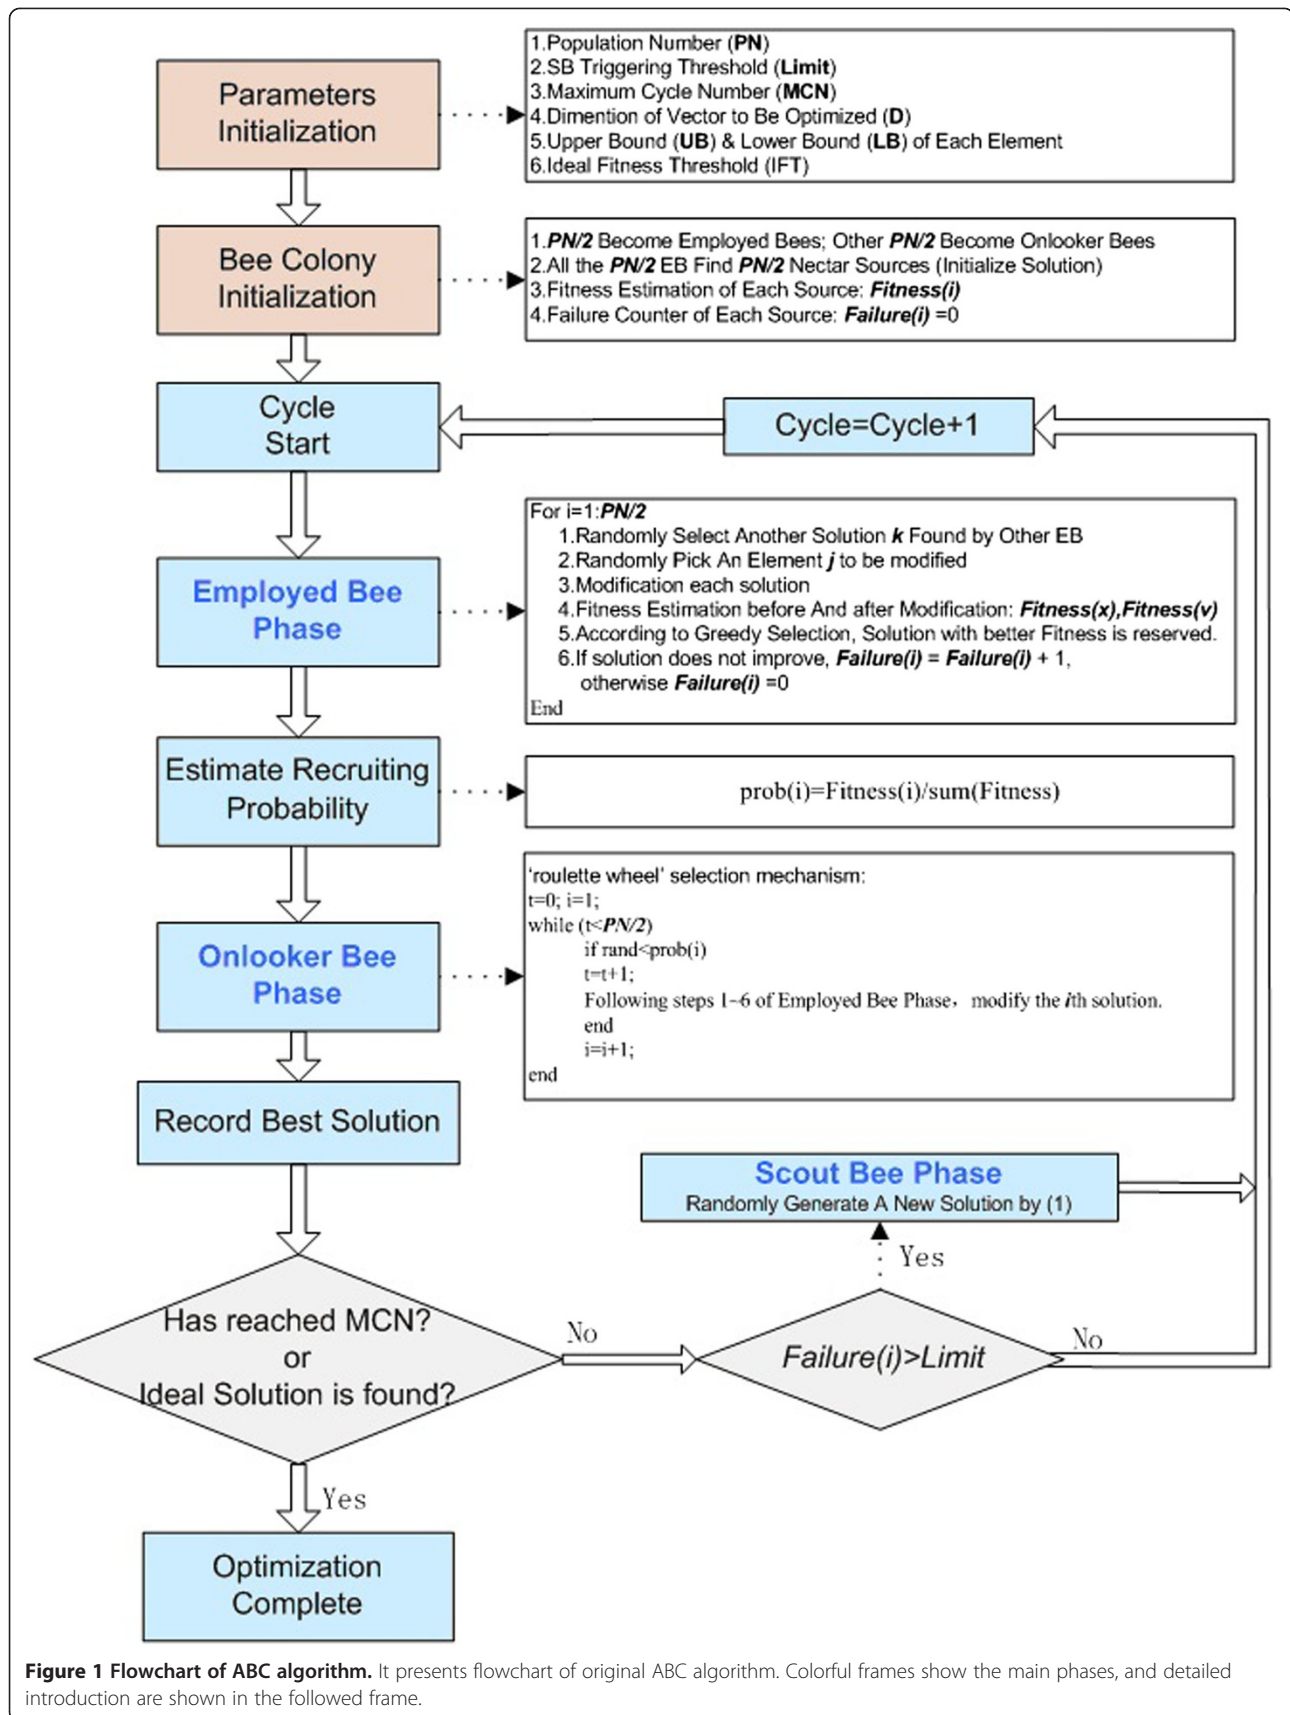 Parameters
Initialization
1.Population Number (PN)
2.SB Triggering Threshold (Limit)
3.Maximum Cycle Number (MCN)
4.Dimention of Vector to Be Optimized (D)
5.Upper Bound (UB) & Lower Bound (LB) of Each Element
6.Ideal Fitness Threshold (IFT)
Bee Colony
Initialization
1.PN/2 Become Employed Bees; Other PN/2 Become Onlooker Bees
2.All the PN/2 EB Find PN/2 Nectar Sources (Initialize Solution)
3.Fitness Estimation of Each Source: Fitness(i)
4.Failure Counter of Each Source: Failure(i) =0
Cycle
Start
Cycle=Cycle+1
Employed Bee
Phase
For i=1:PN/2
1.Randomly Select Another Solution k Found by Other EB
2.Randomly Pick An Element j to be modified
3.Modification each solution
4.Fitness Estimation before And after Modification: Fitness(x),Fitness(v)
5.According to Greedy Selection, Solution with better Fitness is reserved.
6.If solution does not improve, Failure(i) = Failure(i) + 1,
otherwise Failure(i) =0
End
Estimate Recruiting
Probability
prob(i)=Fitness(i)/sum(Fitness)
Onlooker Bee
Phase
'roulette wheel' selection mechanism:
t=0; i=1;
while (t<PN/2)
if rand<prob(i)
t=t+1;
Following steps 1~6 of Employed Bee Phase, modify the ith solution.
end
i=i+1;
end
Record Best Solution
Scout Bee Phase
Randomly Generate A New Solution by (1)
Yes
Has reached MCN?
or
Ideal Solution is found?
No
Failure(i)>Limit
No
Yes
Optimization
Complete
Figure 1 Flowchart of ABC algorithm. It presents flowchart of original ABC algorithm. Colorful frames show the main phases, and detailed
introduction are shown in the followed frame.